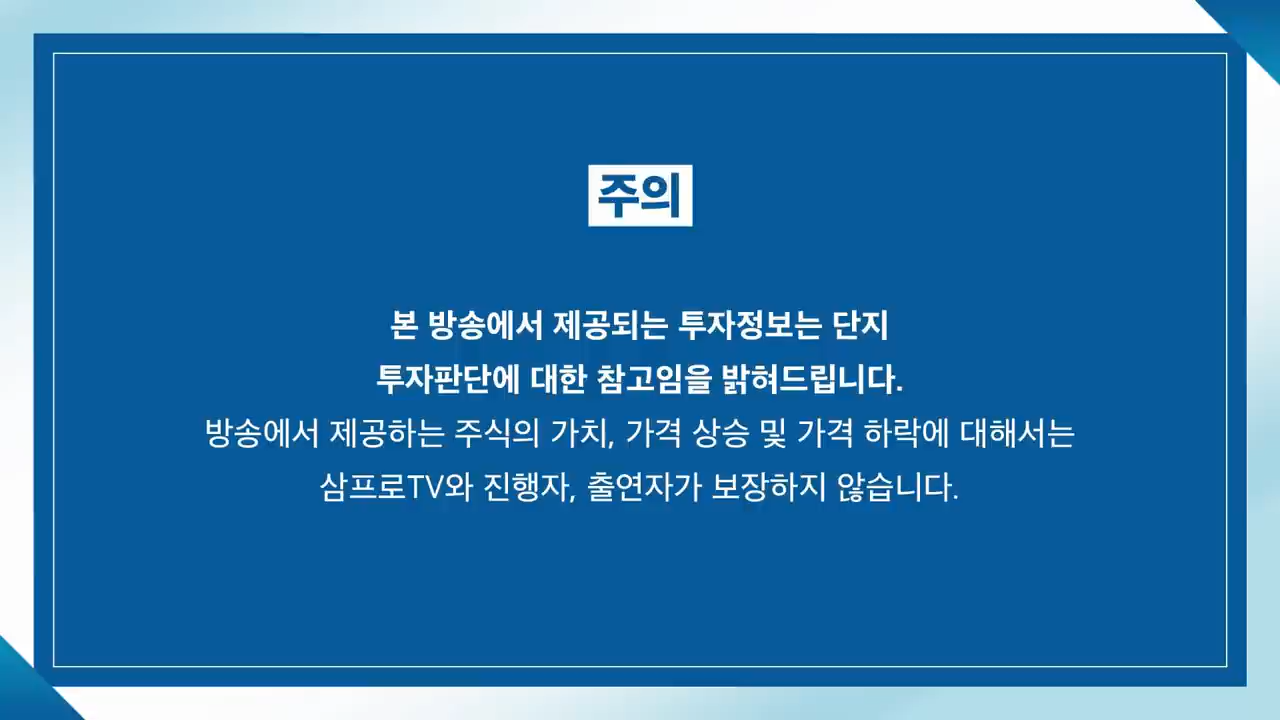 주의
본 방송에서 제공되는 투자정보는 단지
투자판단에 대한 참고임을 밝혀드립니다.
방송에서 제공하는 주식의 가치, 가격 상승 및 가격 하락에 대해서는
삼프로TV와 진행자, 출연자가 보장하지 않습니다.